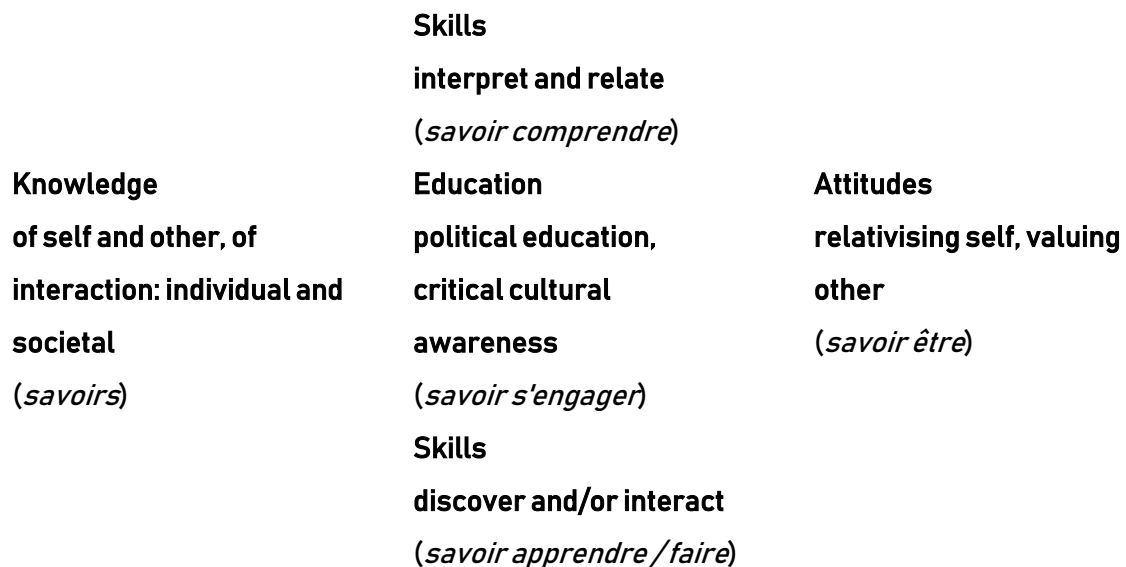 Skills
interpret and relate
(savoir comprendre)
Knowledge
of self and other, of
interaction: individual and
societal
(savoirs)
Education
political education,
critical cultural
awareness
(savoir s'engager)
Attitudes
relativising self, valuing
other
(savoir être)
Skills
discover and/or interact
(savoir apprendre / faire)